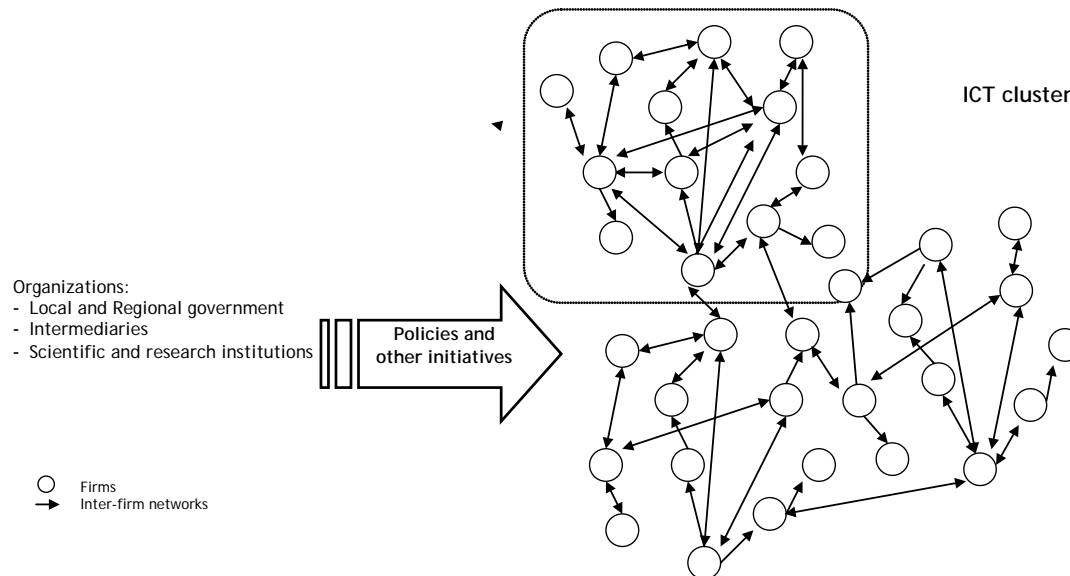 ICT cluster
Organizations:
- Local and Regional government
- Intermediaries
- Scientific and research institutions
Policies and
other initiatives
Firms
Inter-firm networks